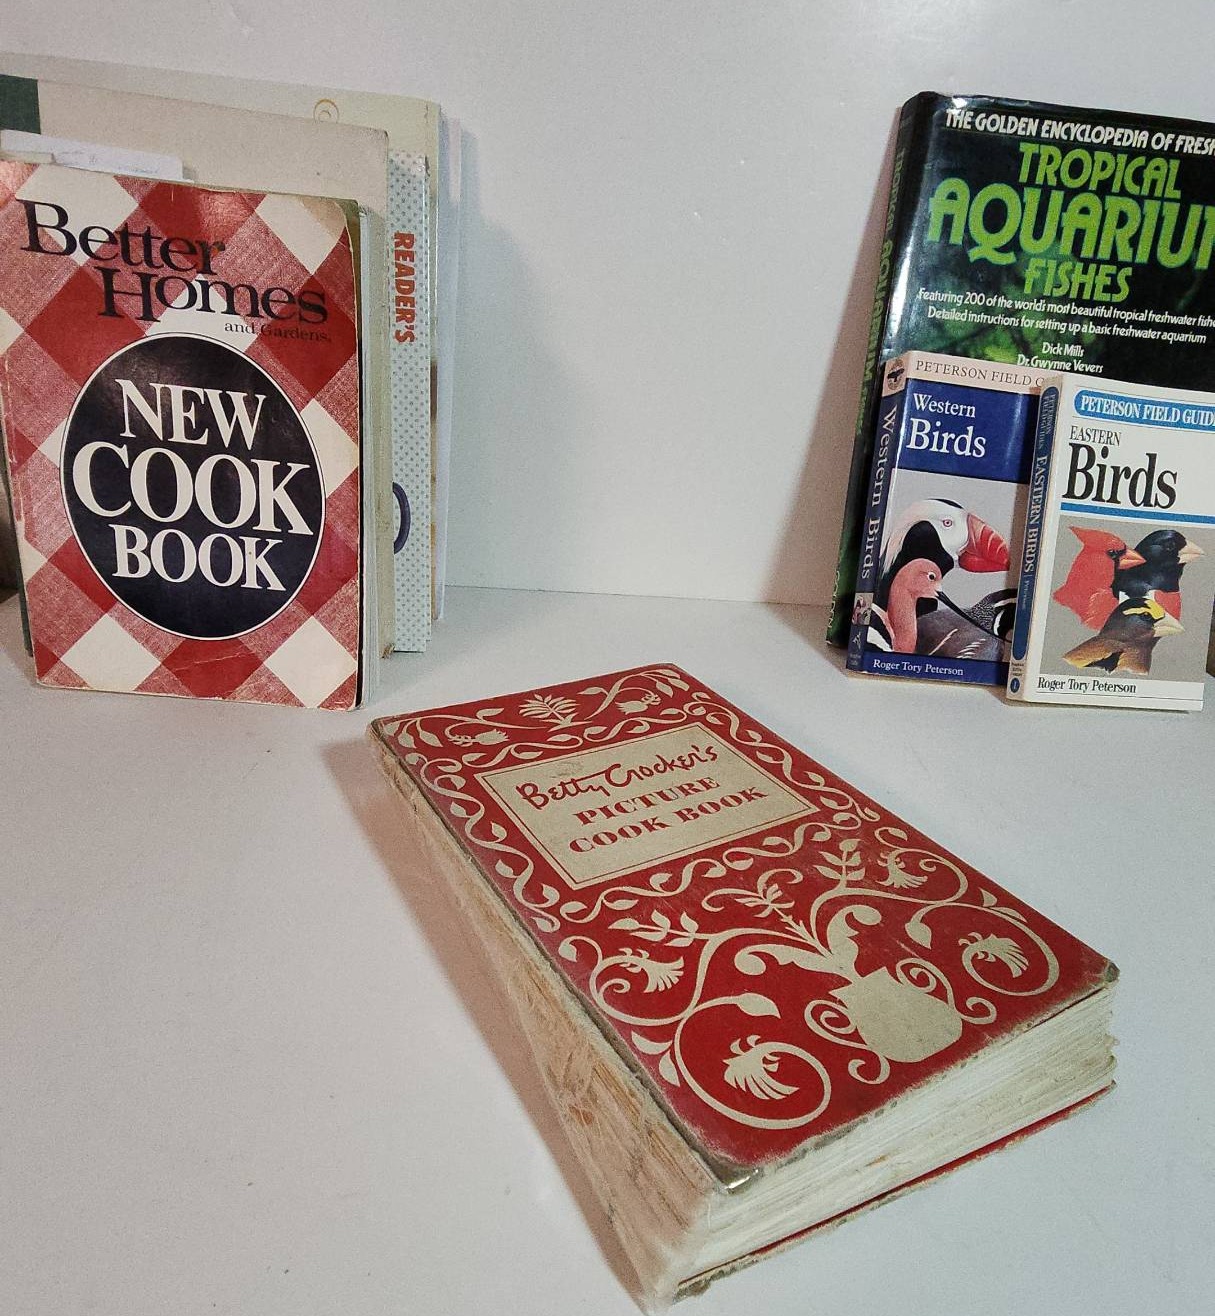 Better
Homes
and Gardens®
NEW
COOK
BOOK
READER'S
THE GOLDEN ENCYCLOPEDIA OF FRESH
TROPICAL
AQUARIUM
FISHES
Featuring 200 of the world's most beautiful tropical freshwater fishe
Detailed instructions for setting up a basic freshwater aquarium
Dick Mills
Dr. Gwynne Vevers
PETERSON FIELD G
Western
Birds
Roger Tory Peterson
Western Birds
PETERSON FIELD GUID
EASTERN
Birds
Roger Tory Peterson
EASTERN BIRDS
Betty Crocker's
PICTURE
COOK BOOK